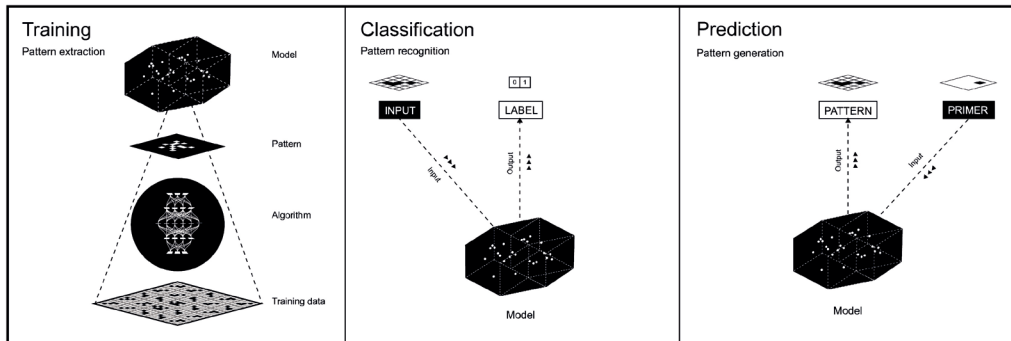 Training
Pattern extraction
Model
Pattern
Algorithm
Training data
Classification
Pattern recognition
0 1
INPUT
LABEL
Input
Output
Model
Prediction
Pattern generation
PATTERN
PRIMER
Output
Input
Model